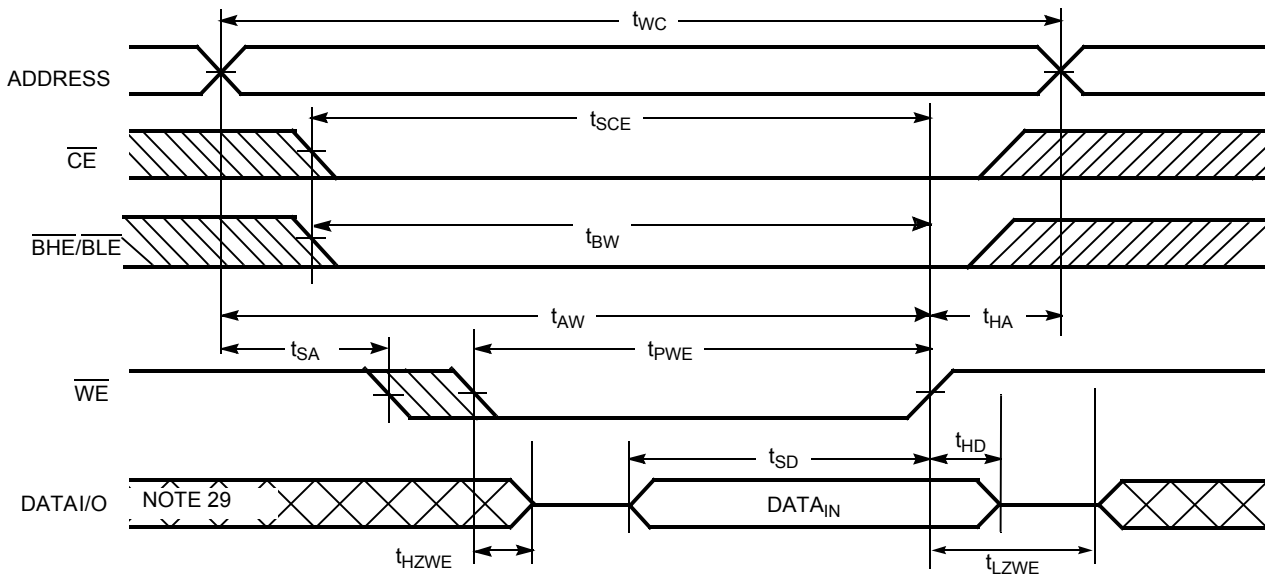 tWC
ADDRESS
tSCE
CE
tBW
BHE/BLE
tAW
tHA
tSA
tPWE
WE
tSD
tHD
DATAI/O
NOTE 29
DATAIN
tHZWE
tLZWE